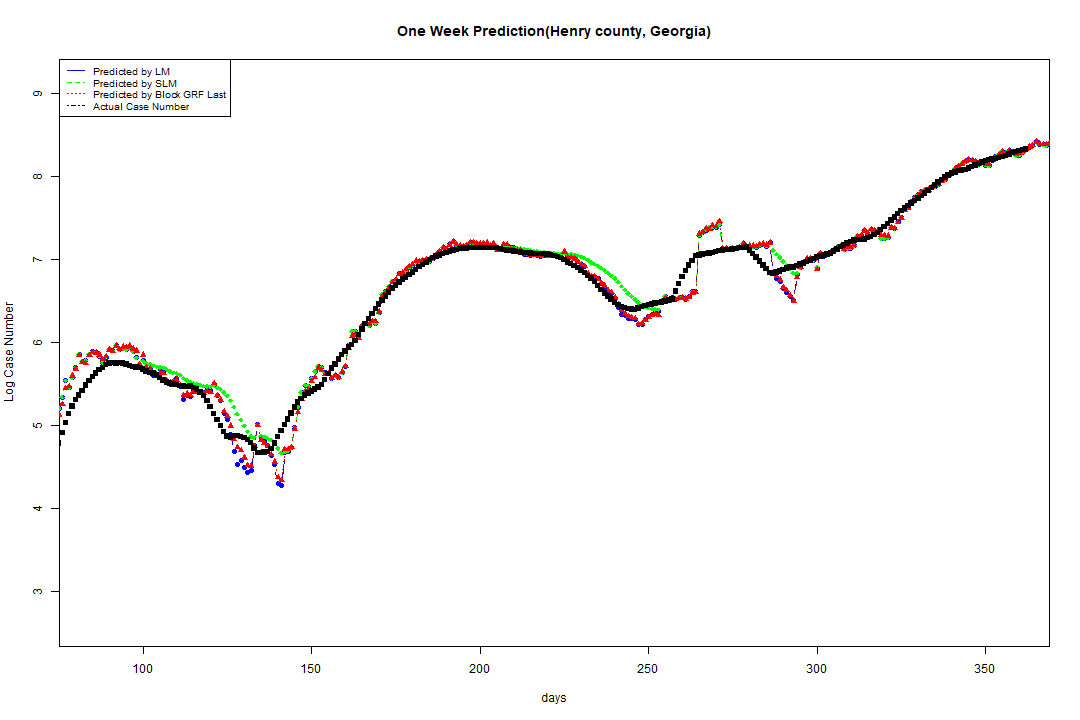 One Week Prediction(Henry county, Georgia)
Predicted by LM
Predicted by SLM
Predicted by Block GRF Last
Actual Case Number
9
8
7
6
5
4
3
Log Case Number
100 150 200 250 300 350
days